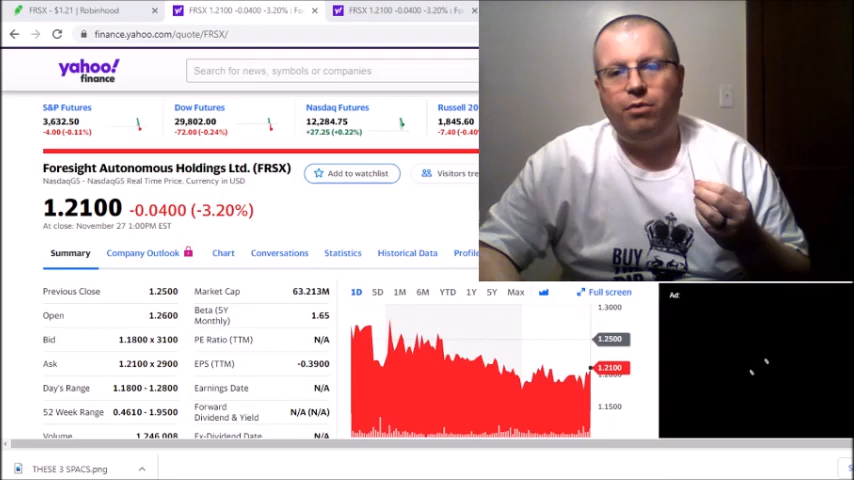 FRSX - $1.21 | Robinhood
FRSX 1.2100 -0.0400 -3.20% : Fo
FRSX 1.2100 -0.0400 -3.20% : Fo
finance.yahoo.com/quote/FRSX/
yahoo!
finance
Search for news, symbols or companies
S&P Futures
3,632.50
-4.00 (-0.11%)
Dow Futures
29,802.00
-72.00 (-0.24%)
Nasdaq Futures
12,284.75
+27.25 (+0.22%)
Russell 20
1,845.60
-7.40 (-0.40
Foresight Autonomous Holdings Ltd. (FRSX)
NasdaqGS - NasdaqGS Real Time Price. Currency in USD
Add to watchlist
Visitors tre
1.2100 -0.0400 (-3.20%)
At close: November 27 1:00PM EST
Summary Company Outlook Chart Conversations Statistics Historical Data Profile
Previous Close 1.2500
Open 1.2600
Bid 1.1800 x 3100
Ask 1.2100 x 2900
Day's Range 1.1800 - 1.2800
52 Week Range 0.4610 - 1.9500
Volume 1,246,008
Market Cap 63.213M
Beta (5Y
Monthly) 1.65
PE Ratio (TTM) N/A
EPS (TTM) -0.3900
Earnings Date N/A
Forward
Dividend & Yield N/A (N/A)
Ex-Dividend Date N/A
1D 5D 1M 6M YTD 1Y 5Y Max
Full screen
1.3000
1.2500
1.2100
1.1500
BUY
Ad:
THESE 3 SPACS.png